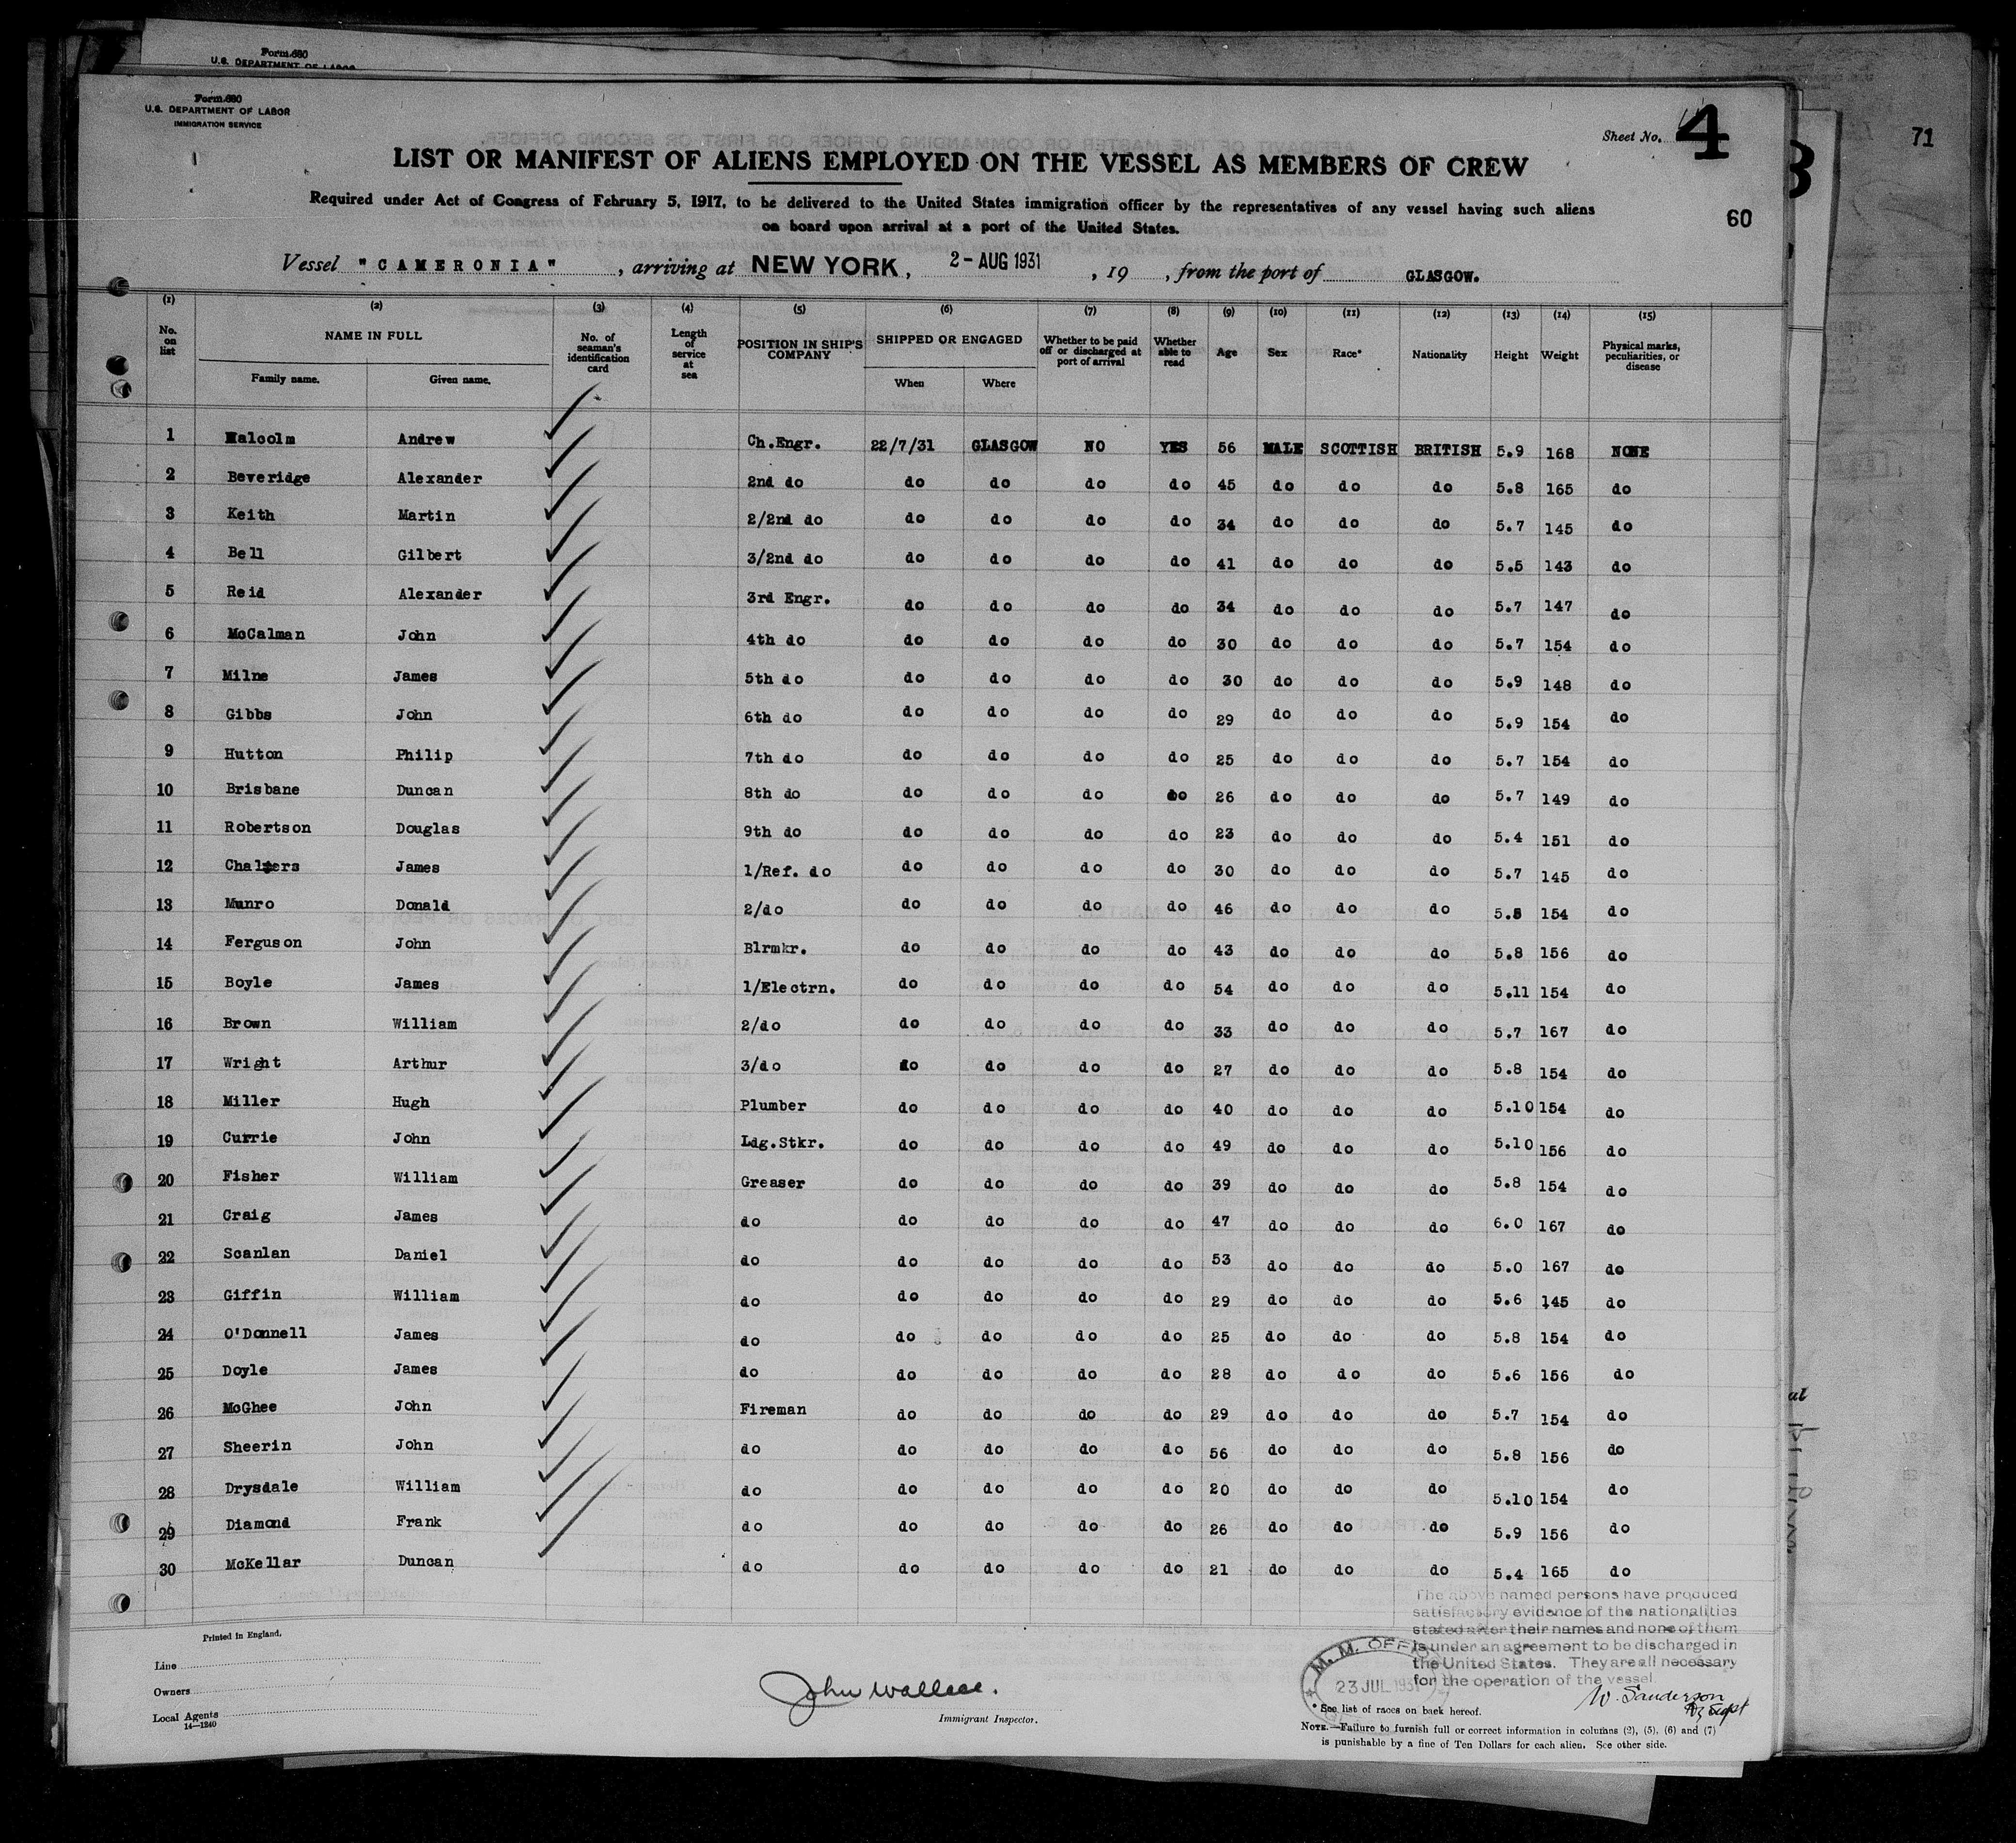 Form 680
U.S. DEPARTMENT OF LABOR
Form 680
U.S. DEPARTMENT OF LABOR
IMMIGRATION SERVICE
Sheet No. 4
71
60
LIST OR MANIFEST OF ALIENS EMPLOYED ON THE VESSEL AS MEMBERS OF CREW
Required under Act of Congress of February 5, 1917, to be delivered to the United States immigration officer by the representatives of any vessel having such aliens
on board upon arrival at a port of the United States.
Vessel "CAMERONIA", arriving at NEW YORK, 2-AUG 1931, 19 , from the port of GLASGOW.
(1) (2) (3) (4) (5) (6) (7) (8) (9) (10) (11) (12) (13) (14) (15)
No. on list NAME IN FULL No. of seaman's identification card Length of service at sea POSITION IN SHIP'S COMPANY SHIPPED OR ENGAGED Whether to be paid off or discharged at port of arrival Whether able to read Age Sex Race* Nationality Height Weight Physical marks, peculiarities, or disease
Family name. Given name. When Where
1 Malcolm Andrew Ch.Engr. 22/7/31 GLASGOW NO YES 56 MALE SCOTTISH BRITISH 5.9 168 NONE
2 Beveridge Alexander 2nd do do do do do 45 do do do 5.8 165 do
3 Keith Martin 2/2nd do do do do do 34 do do do 5.7 145 do
4 Bell Gilbert 3/2nd do do do do do 41 do do do 5.5 143 do
5 Reid Alexander 3rd Engr. do do do do 34 do do do 5.7 147 do
6 McCalman John 4th do do do do do 30 do do do 5.7 154 do
7 Milne James 5th do do do do do 30 do do do 5.9 148 do
8 Gibbs John 6th do do do do do 29 do do do 5.9 154 do
9 Hutton Philip 7th do do do do do 25 do do do 5.7 154 do
10 Brisbane Duncan 8th do do do do do 26 do do do 5.7 149 do
11 Robertson Douglas 9th do do do do do 23 do do do 5.4 151 do
12 Chalmers James 1/Ref. do do do do do 30 do do do 5.7 145 do
13 Munro Donald 2/do do do do do 46 do do do 5.5 154 do
14 Ferguson John Blrmkr. do do do do 43 do do do 5.8 156 do
15 Boyle James 1/Electrn. do do do do 54 do do do 5.11 154 do
16 Brown William 2/do do do do do 33 do do do 5.7 167 do
17 Wright Arthur 3/do do do do do 27 do do do 5.8 154 do
18 Miller Hugh Plumber do do do do 40 do do do 5.10 154 do
19 Currie John Ldg.Stkr. do do do do 49 do do do 5.10 156 do
20 Fisher William Greaser do do do do 39 do do do 5.8 154 do
21 Craig James do do do do do 47 do do do 6.0 167 do
22 Scanlan Daniel do do do do do 53 do do do 5.0 167 do
23 Giffin William do do do do do 29 do do do 5.6 145 do
24 O'Donnell James do do do do do 25 do do do 5.8 154 do
25 Doyle James do do do do do 28 do do do 5.6 156 do
26 McGhee John Fireman do do do do 29 do do do 5.7 154 do
27 Sheerin John do do do do do 56 do do do 5.8 156 do
28 Drysdale William do do do do do 20 do do do 5.10 154 do
29 Diamond Frank do do do do do 26 do do do 5.9 156 do
30 McKellar Duncan do do do do do 21 do do do 5.4 165 do
The above named persons have produced
satisfactory evidence of the nationalities
stated after their names and none of them
is under an agreement to be discharged in
the United States. They are all necessary
for the operation of the vessel
M. M. OFFIC
23 JUL 1931
W. Sanderson
Printed in England.
Line
Owners
Local Agents
14—1240
John Wallace.
Immigrant Inspector.
*See list of races on back hereof.
NOTE.—Failure to furnish full or correct information in columns (2), (5), (6) and (7)
is punishable by a fine of Ten Dollars for each alien. See other side.